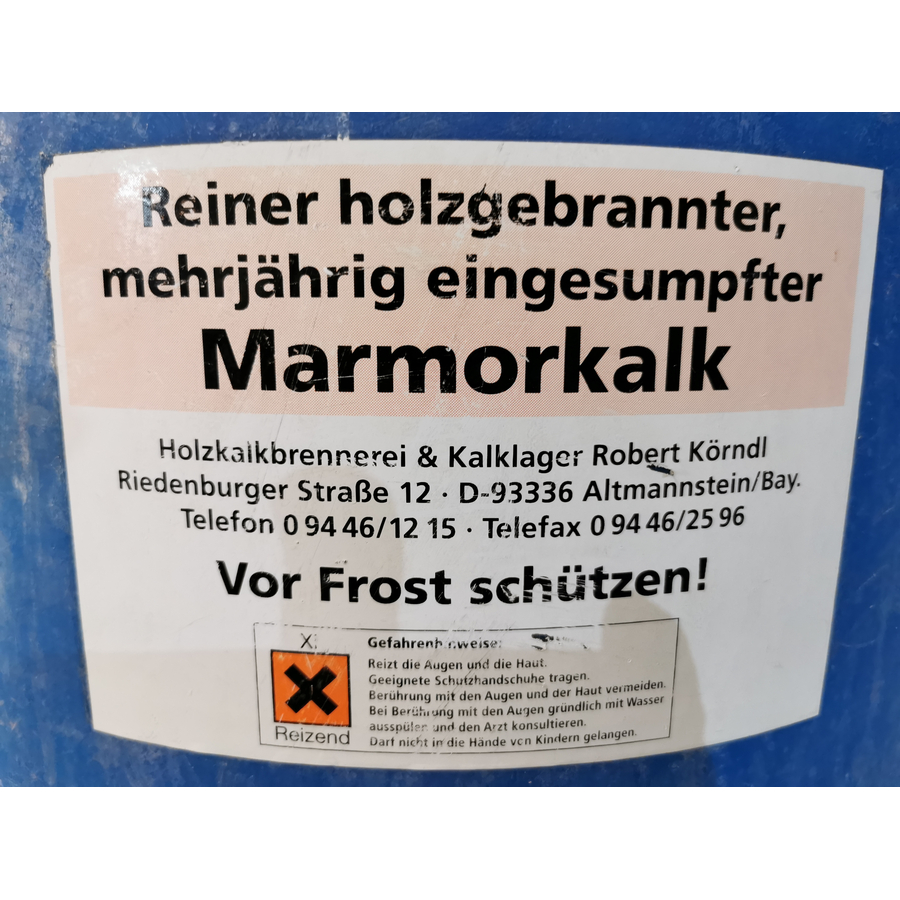 Reiner holzgebrannter,
mehrjährig eingesumpfter
Marmorkalk
Holzkalkbrennerei & Kalklager Robert Körndl
Riedenburger Straße 12 · D-93336 Altmannstein/Bay.
Telefon 0 94 46/12 15 · Telefax 0 94 46/25 96
Vor Frost schützen!
Xi
Reizend
Gefahrenhinweise:
Reizt die Augen und die Haut.
Geeignete Schutzhandschuhe tragen.
Berührung mit den Augen und der Haut vermeiden.
Bei Berührung mit den Augen gründlich mit Wasser
ausspülen und den Arzt konsultieren.
Darf nicht in die Hände von Kindern gelangen.